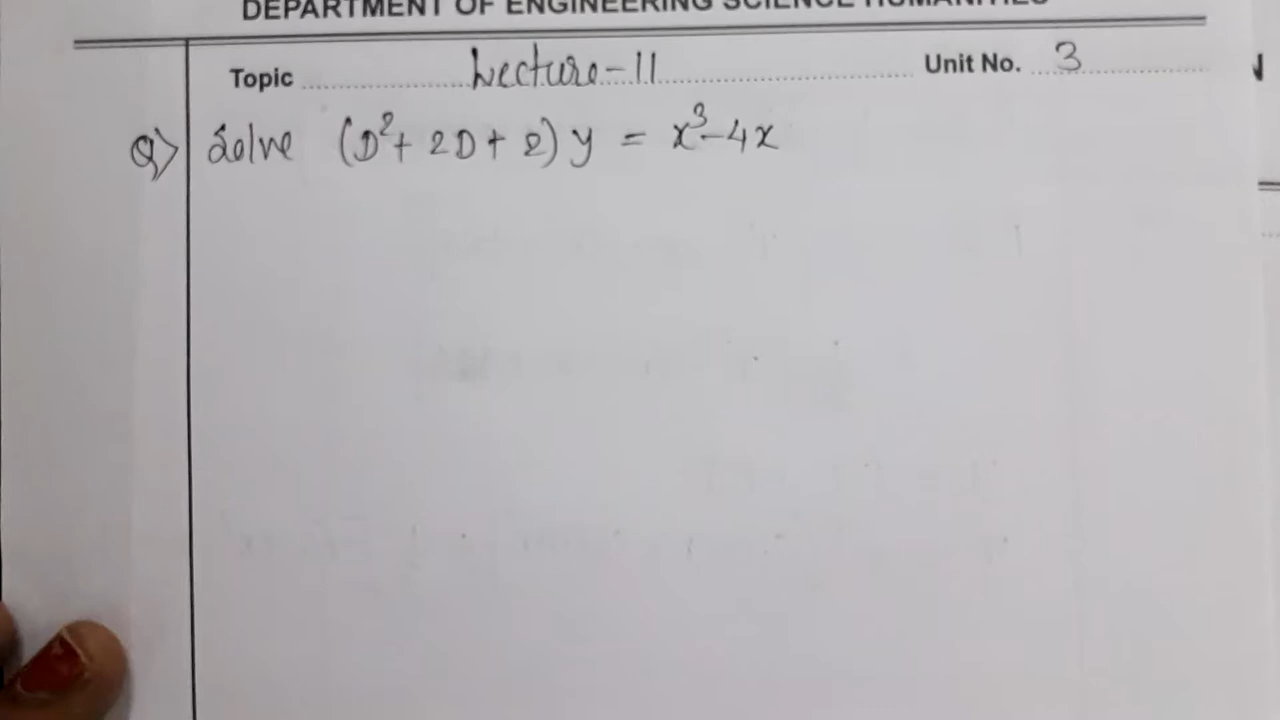 DEPARTMENT OF ENGINEERING SCIENCE HUMANITIES
Topic Lecture-11 Unit No. 3
Q> Solve (D²+ 2D+ 2) y = x³-4x